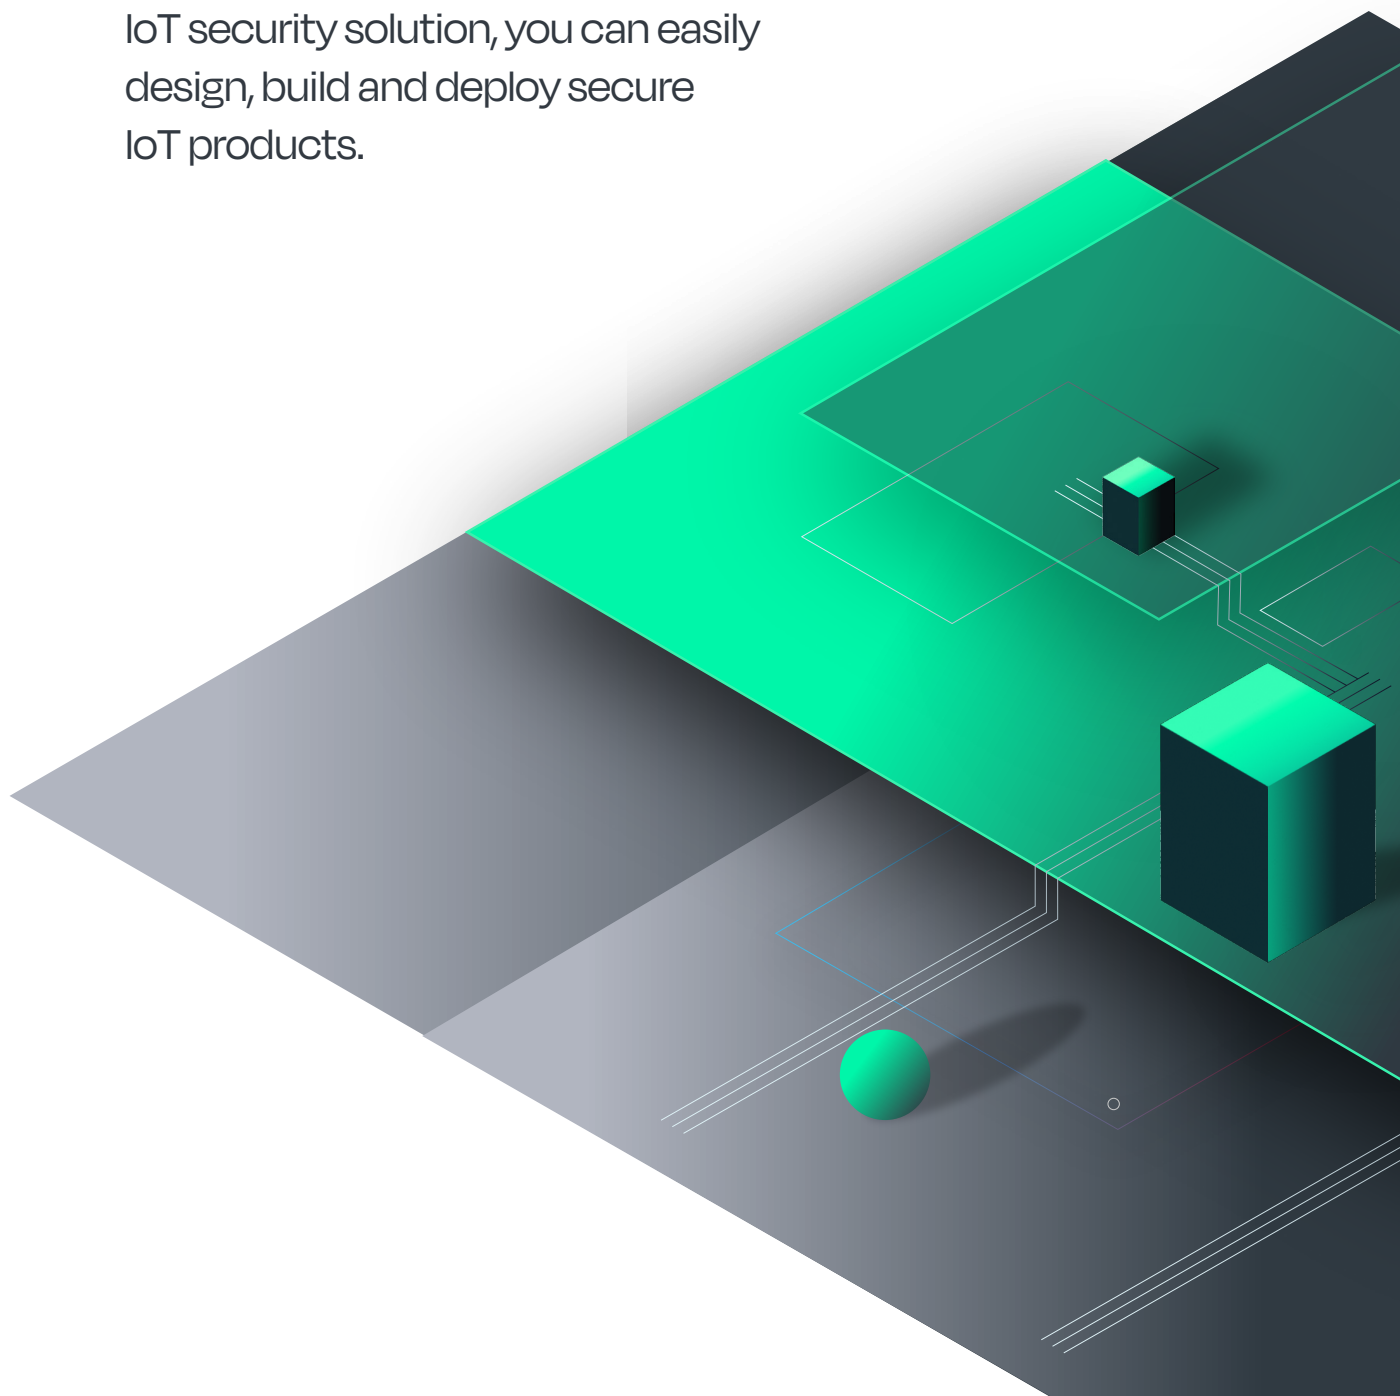 IoT security solution, you can easily
design, build and deploy secure
IoT products.